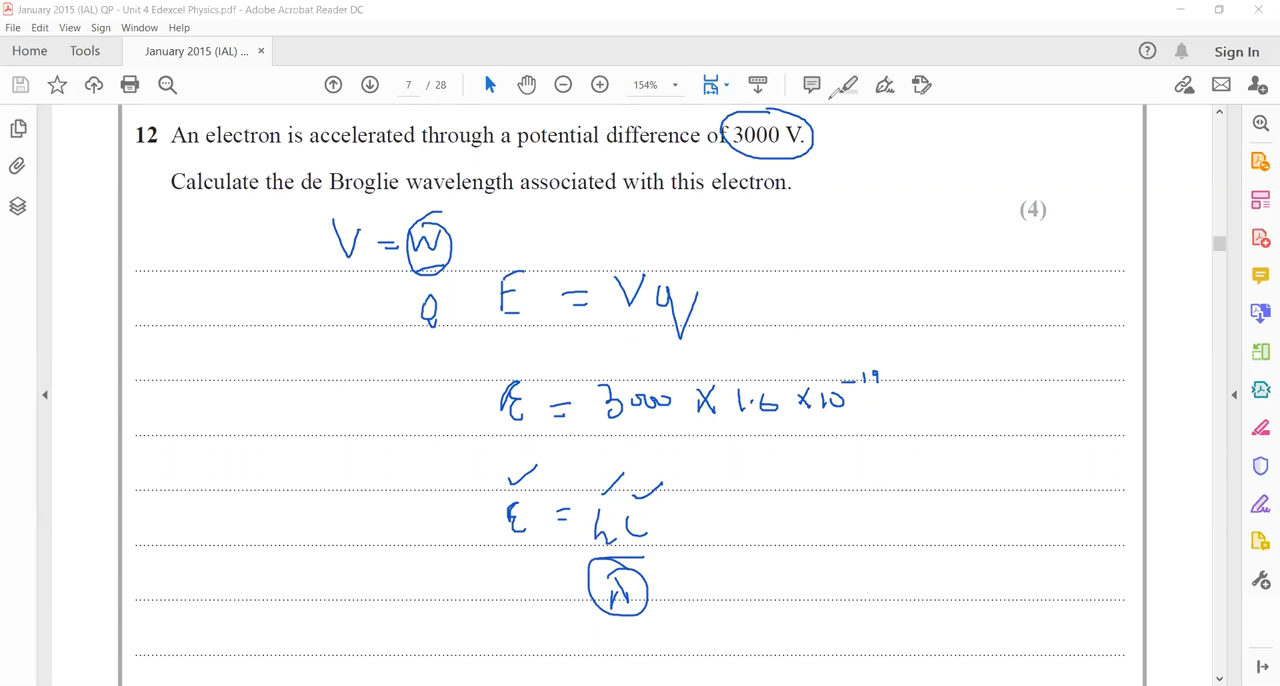 January 2015 (IAL) QP - Unit 4 Edexcel Physics.pdf - Adobe Acrobat Reader DC
File Edit View Sign Window Help
Home Tools January 2015 (IAL) ... × Sign In
7 / 28 154%
12 An electron is accelerated through a potential difference of 3000 V.
Calculate the de Broglie wavelength associated with this electron.
(4)
V = W
Q
E = Vq
E = 3000 × 1.6 × 10^-19
E = hc
λ